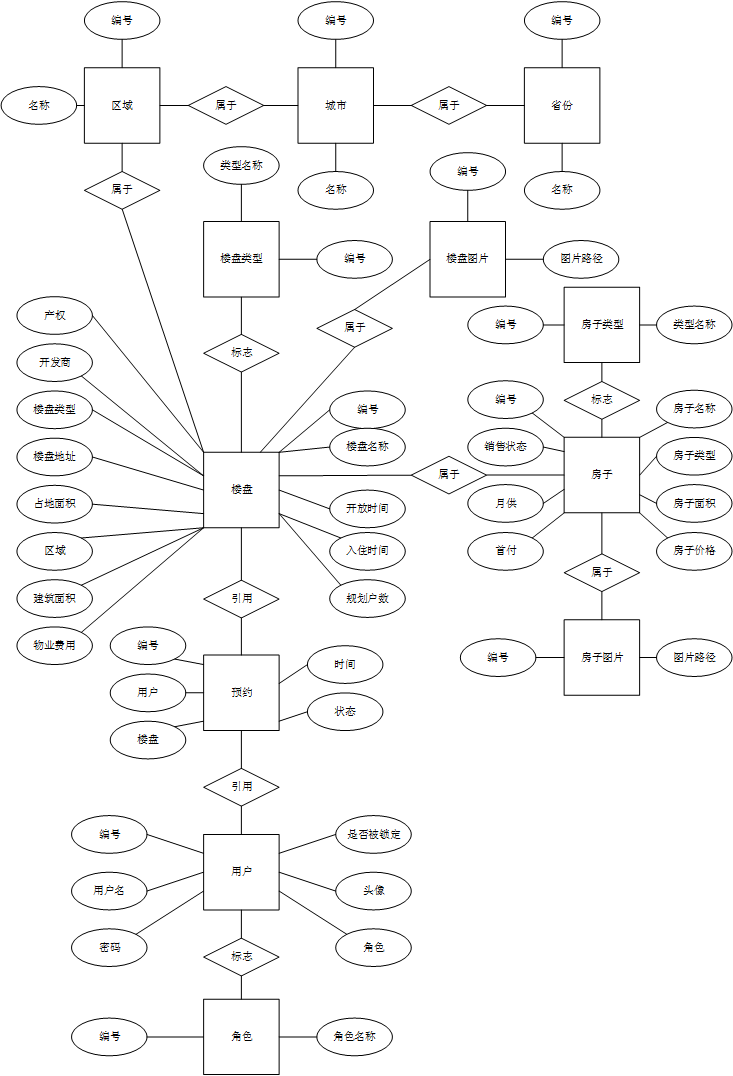 编号
编号
编号
名称
区域
属于
城市
属于
省份
属于
类型名称
名称
编号
名称
楼盘类型
编号
楼盘图片
图片路径
产权
属于
编号
房子类型
类型名称
开发商
标志
楼盘类型
编号
编号
标志
房子名称
楼盘地址
楼盘名称
销售状态
房子类型
楼盘
属于
房子
占地面积
开放时间
月供
房子面积
区域
入住时间
首付
房子价格
建筑面积
引用
规划户数
属于
物业费用
编号
时间
编号
房子图片
图片路径
用户
预约
楼盘
状态
引用
编号
是否被锁定
用户名
用户
头像
密码
标志
角色
编号
角色
角色名称